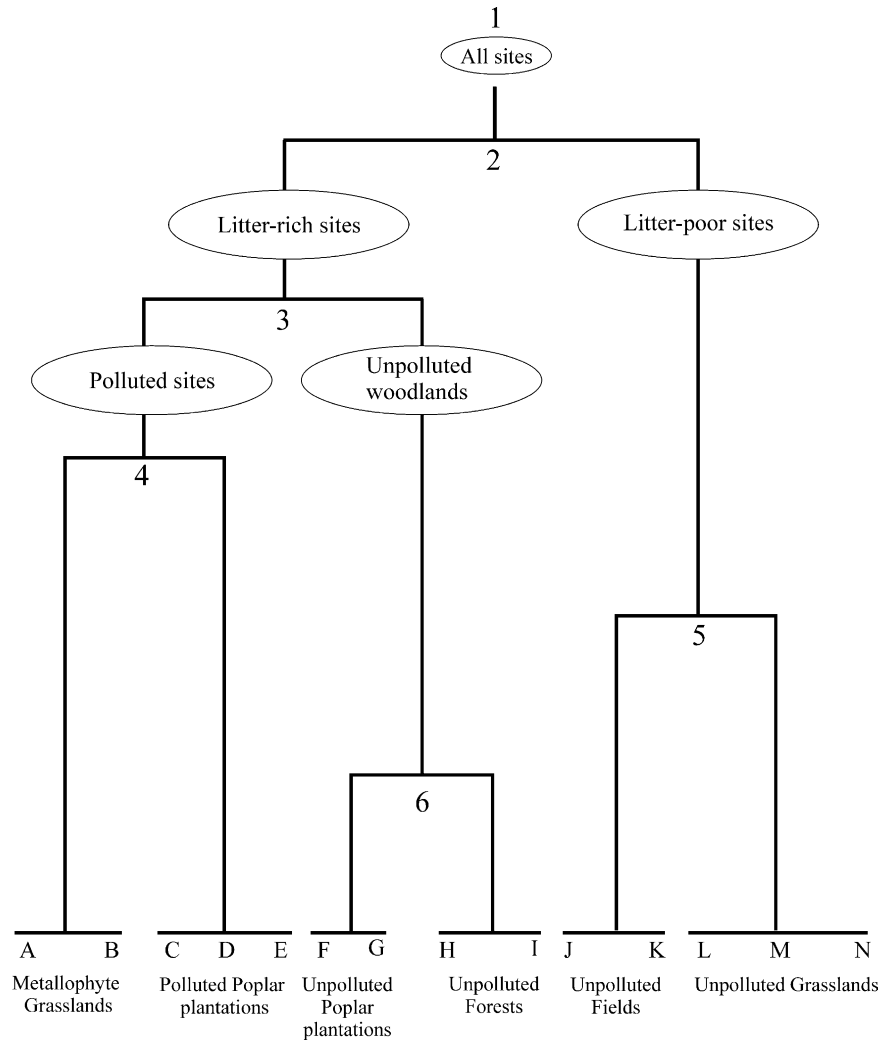 1
All sites
2
Litter-rich sites
Litter-poor sites
3
Polluted sites
Unpolluted
woodlands
4
5
6
A B C D E F G H I J K L M N
Metallophyte
Grasslands
Polluted Poplar
plantations
Unpolluted
Poplar
plantations
Unpolluted
Forests
Unpolluted
Fields
Unpolluted Grasslands